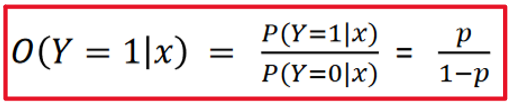 O(Y = 1|x) = P(Y=1|x) / P(Y=0|x) = p / 1−p